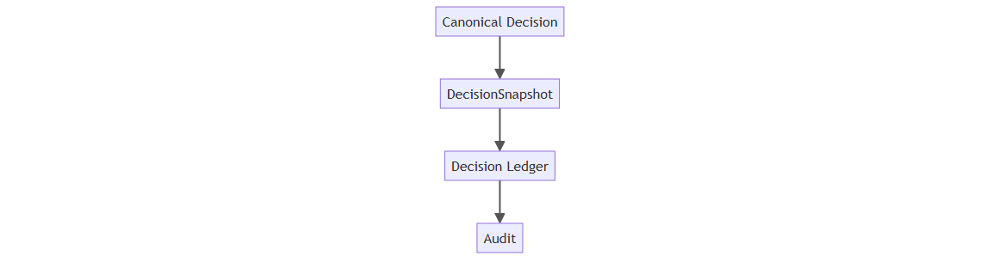 Canonical Decision
DecisionSnapshot
Decision Ledger
Audit